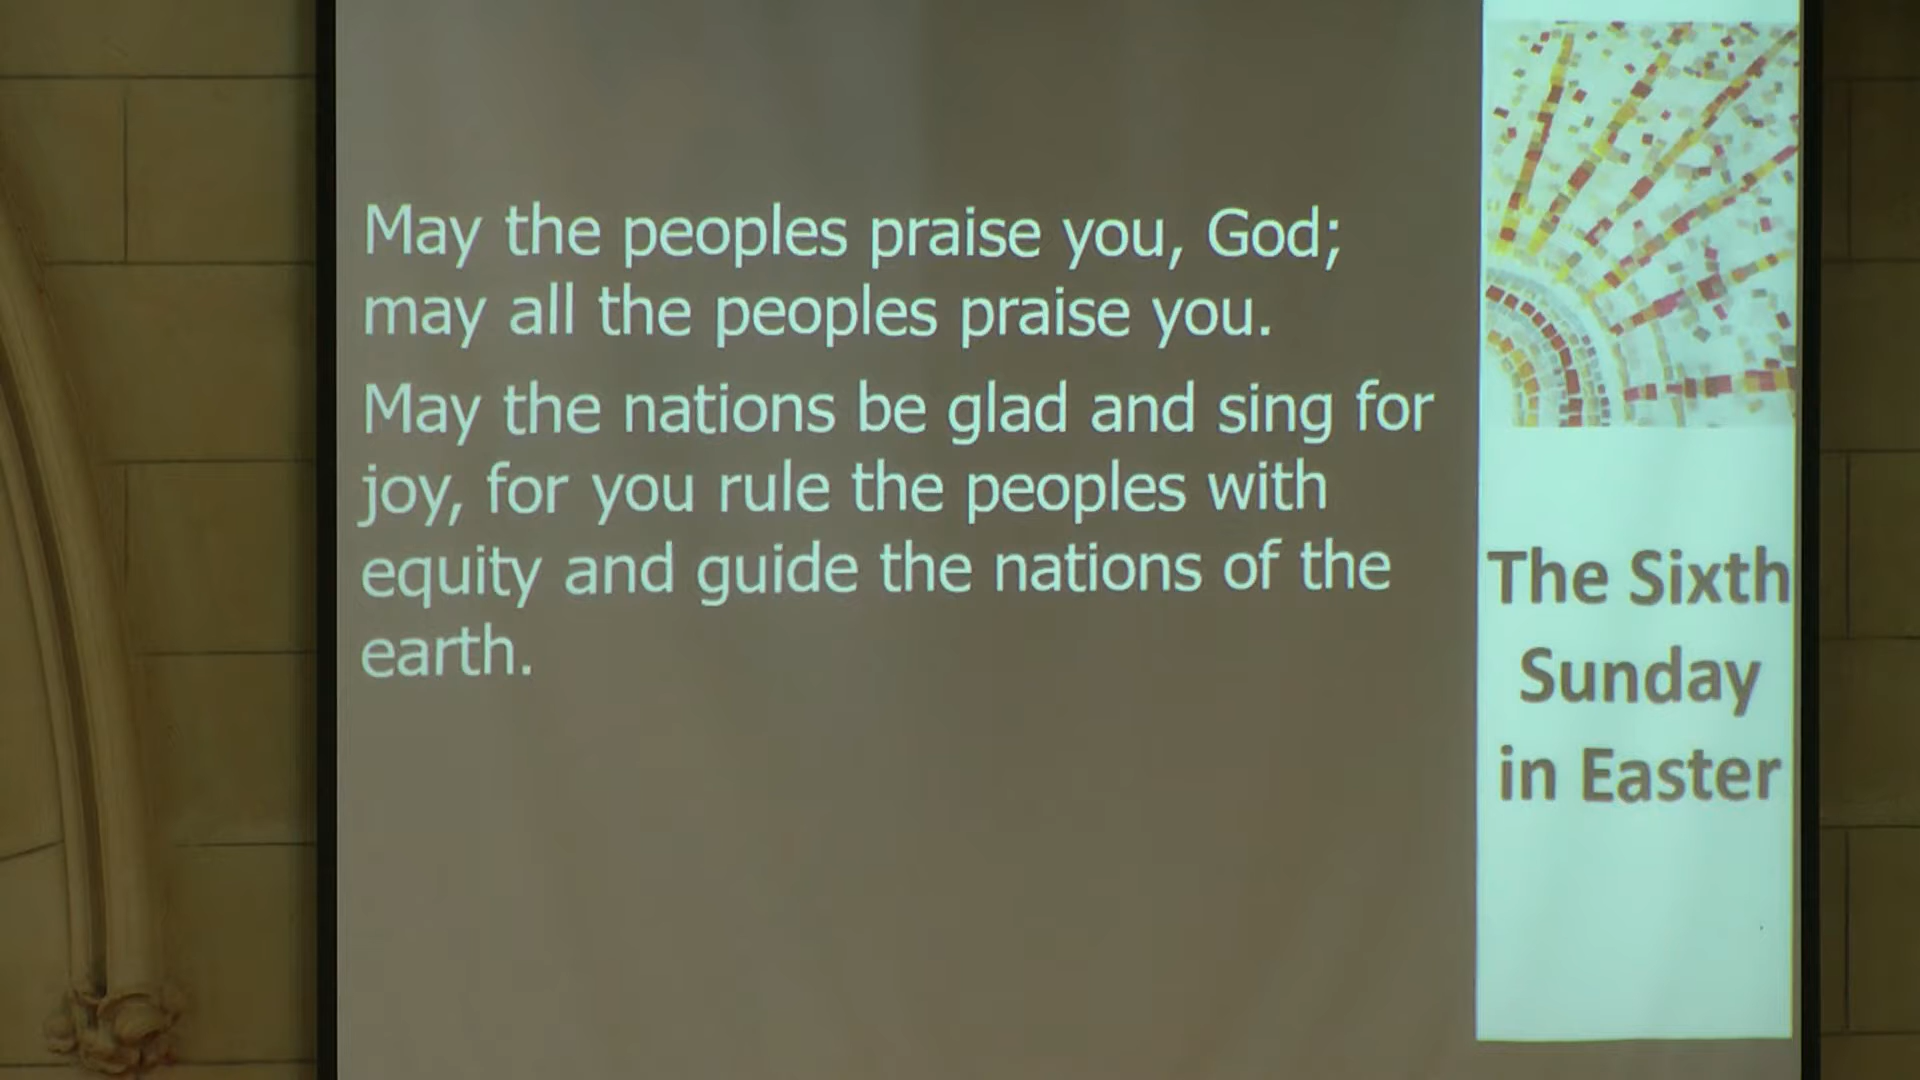 May the peoples praise you, God;
may all the peoples praise you.
May the nations be glad and sing for
joy, for you rule the peoples with
equity and guide the nations of the
earth.
The Sixth
Sunday
in Easter